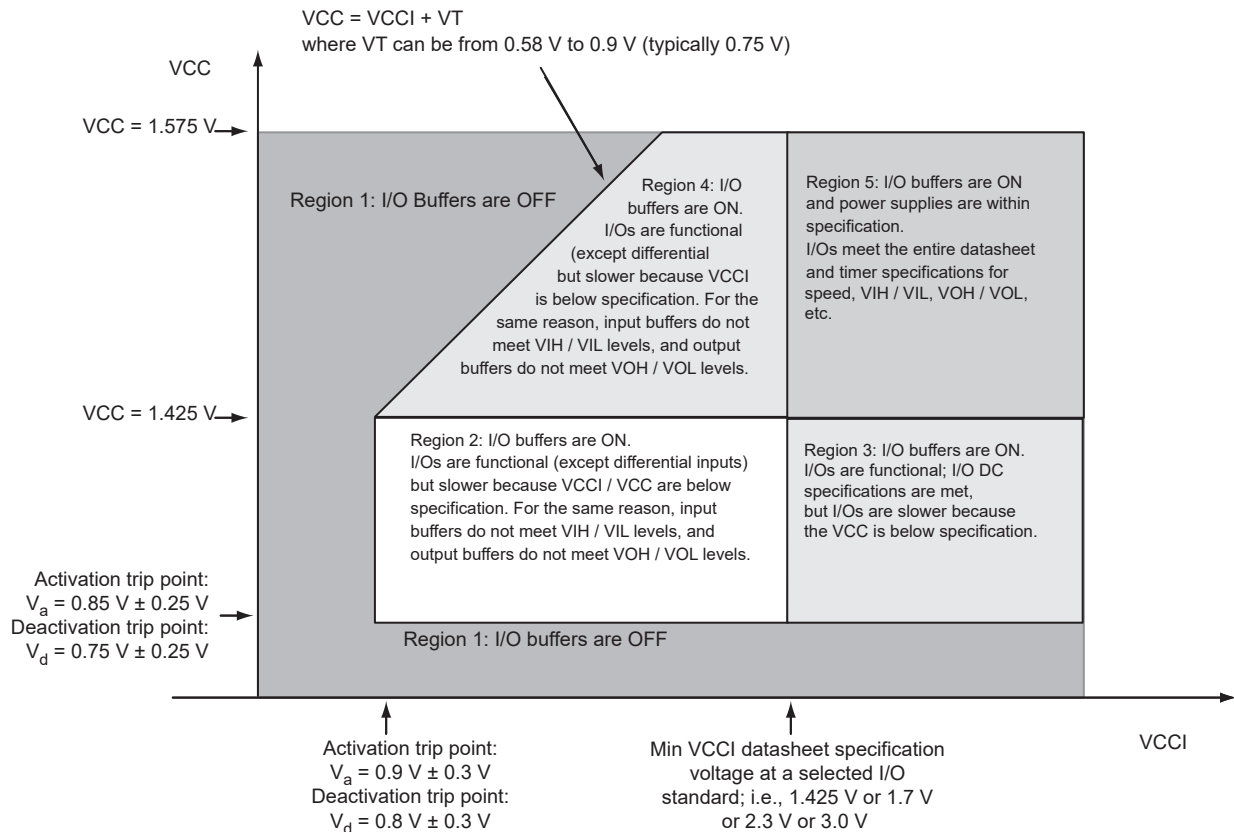 VCC = VCCI + VT
where VT can be from 0.58 V to 0.9 V (typically 0.75 V)
VCC
VCC = 1.575 V
Region 1: I/O Buffers are OFF
Region 4: I/O
buffers are ON.
I/Os are functional
(except differential
but slower because VCCI
is below specification. For the
same reason, input buffers do not
meet VIH / VIL levels, and output
buffers do not meet VOH / VOL levels.
Region 5: I/O buffers are ON
and power supplies are within
specification.
I/Os meet the entire datasheet
and timer specifications for
speed, VIH / VIL, VOH / VOL,
etc.
VCC = 1.425 V
Region 2: I/O buffers are ON.
I/Os are functional (except differential inputs)
but slower because VCCI / VCC are below
specification. For the same reason, input
buffers do not meet VIH / VIL levels, and
output buffers do not meet VOH / VOL levels.
Region 3: I/O buffers are ON.
I/Os are functional; I/O DC
specifications are met,
but I/Os are slower because
the VCC is below specification.
Activation trip point:
Va = 0.85 V ± 0.25 V
Deactivation trip point:
Vd = 0.75 V ± 0.25 V
Region 1: I/O buffers are OFF
Activation trip point:
Va = 0.9 V ± 0.3 V
Deactivation trip point:
Vd = 0.8 V ± 0.3 V
Min VCCI datasheet specification
voltage at a selected I/O
standard; i.e., 1.425 V or 1.7 V
or 2.3 V or 3.0 V
VCCI